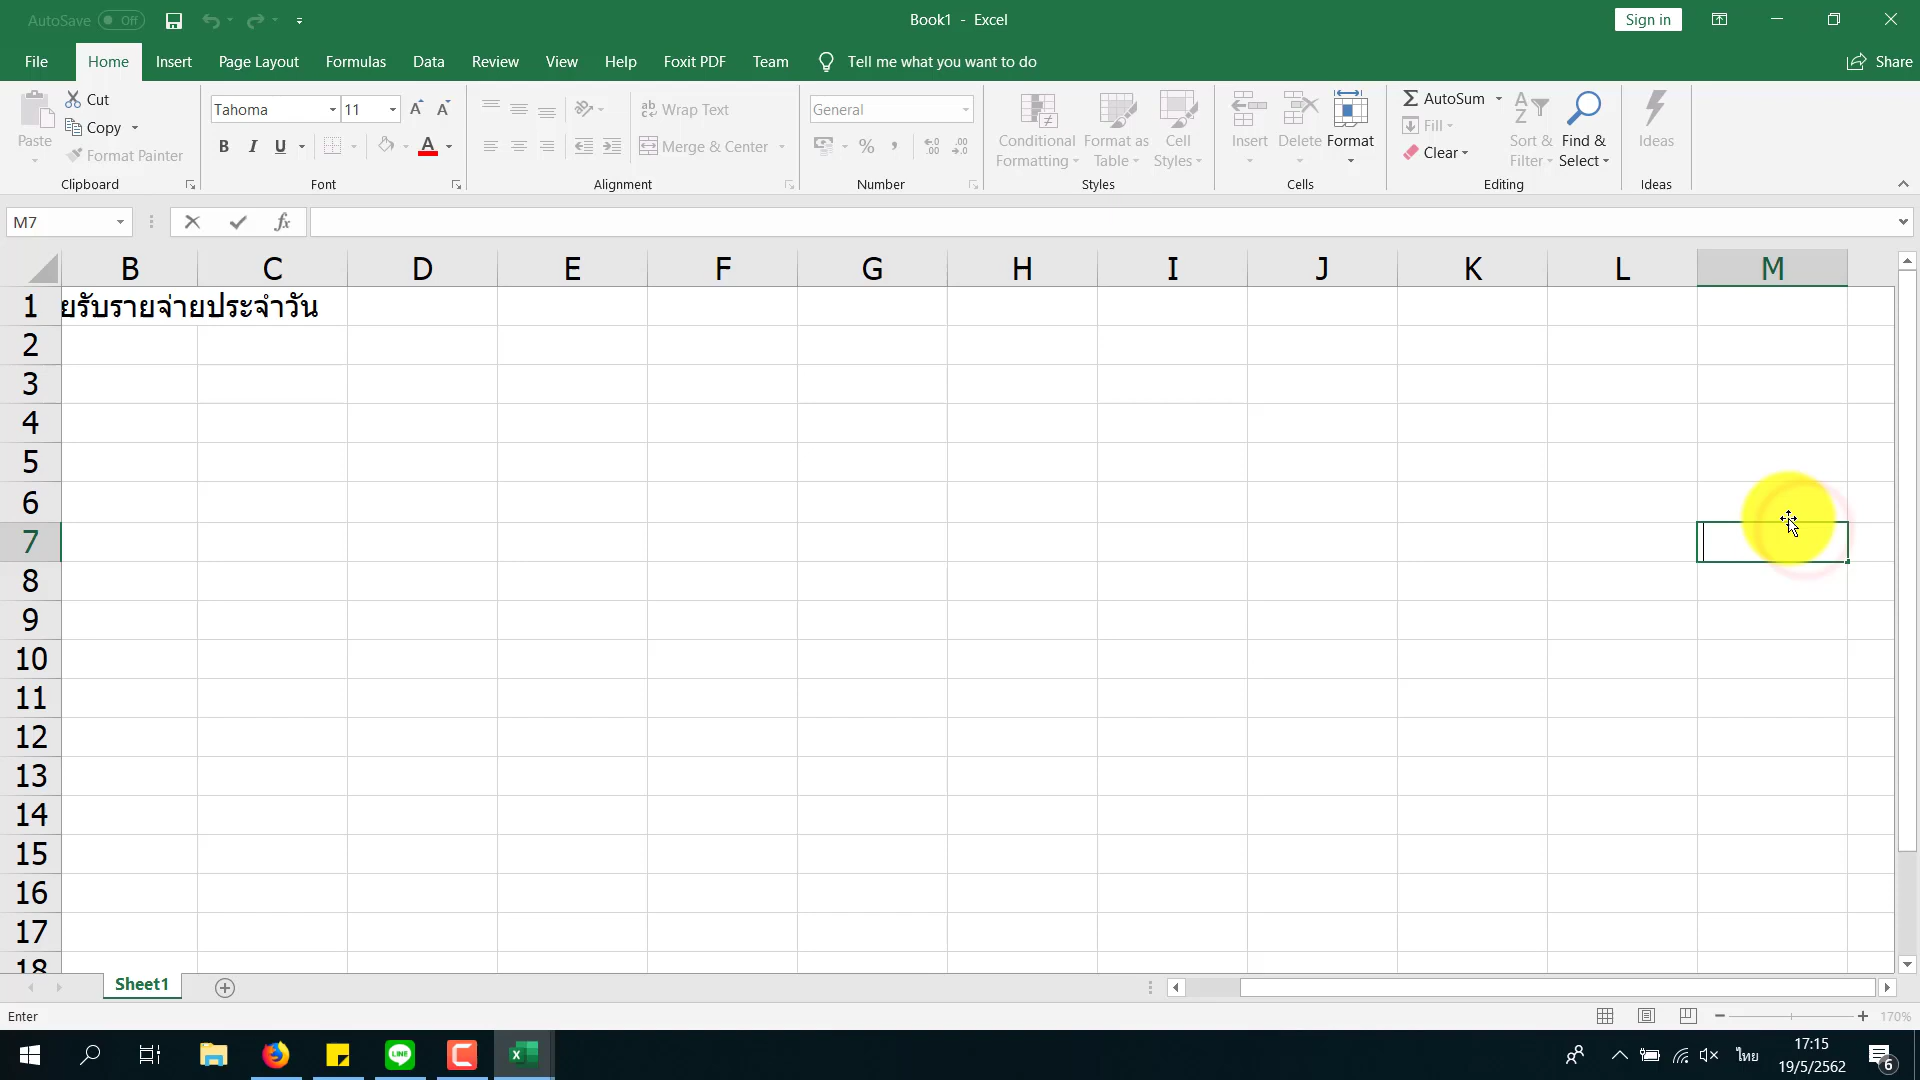 AutoSave Off
Book1 - Excel
Sign in
File Home Insert Page Layout Formulas Data Review View Help Foxit PDF Team Tell me what you want to do Share
Paste
Cut
Copy
Format Painter
Clipboard
Tahoma 11
B I U A
Font
ab Wrap Text
Merge & Center
Alignment
General
% ,
Number
Conditional Formatting
Format as Table
Cell Styles
Styles
Insert Delete Format
Cells
AutoSum
Fill
Clear
Sort & Filter
Find & Select
Editing
Ideas
Ideas
M7 fx
B C D E F G H I J K L M
1 ยรับรายจ่ายประจำวัน
2
3
4
5
6
7
8
9
10
11
12
13
14
15
16
17
18
Sheet1
Enter 170%
LINE ไทย 17:15
19/5/2562 6